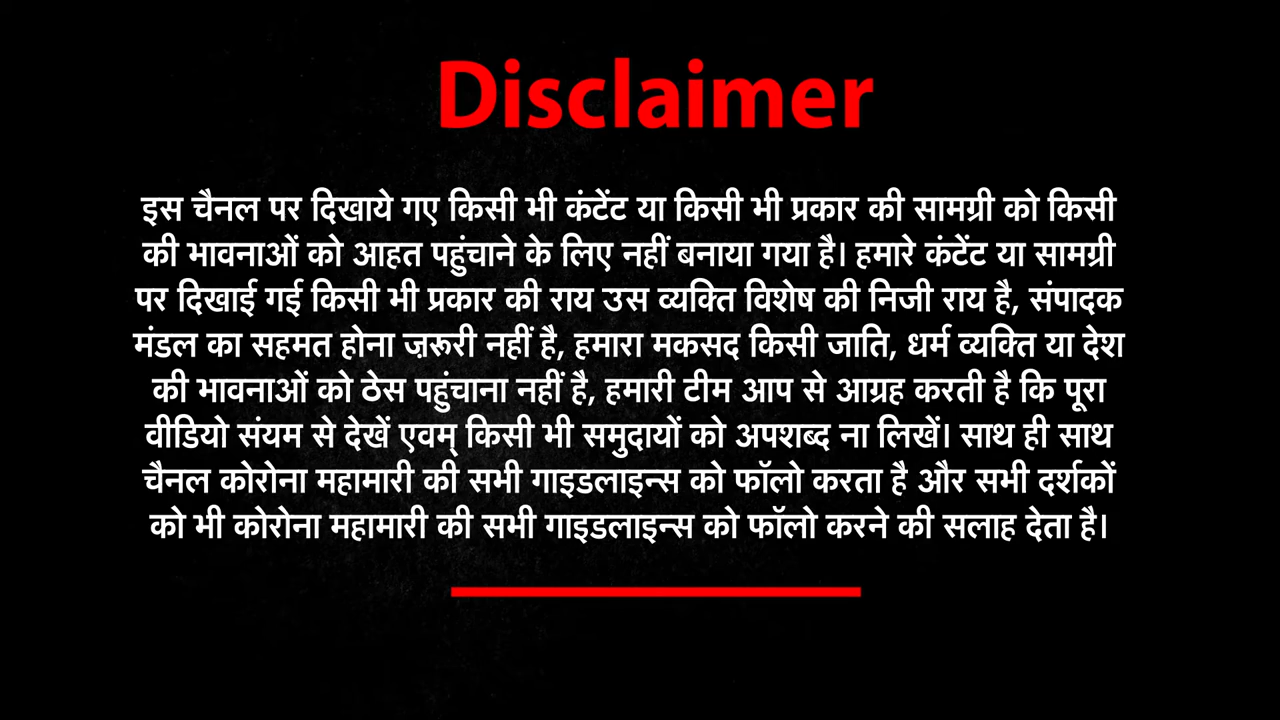 Disclaimer
इस चैनल पर दिखाये गए किसी भी कंटेंट या किसी भी प्रकार की सामग्री को किसी
की भावनाओं को आहत पहुंचाने के लिए नहीं बनाया गया है। हमारे कंटेंट या सामग्री
पर दिखाई गई किसी भी प्रकार की राय उस व्यक्ति विशेष की निजी राय है, संपादक
मंडल का सहमत होना ज़रूरी नहीं है, हमारा मकसद किसी जाति, धर्म व्यक्ति या देश
की भावनाओं को ठेस पहुंचाना नहीं है, हमारी टीम आप से आग्रह करती है कि पूरा
वीडियो संयम से देखें एवम् किसी भी समुदायों को अपशब्द ना लिखें। साथ ही साथ
चैनल कोरोना महामारी की सभी गाइडलाइन्स को फॉलो करता है और सभी दर्शकों
को भी कोरोना महामारी की सभी गाइडलाइन्स को फॉलो करने की सलाह देता है।